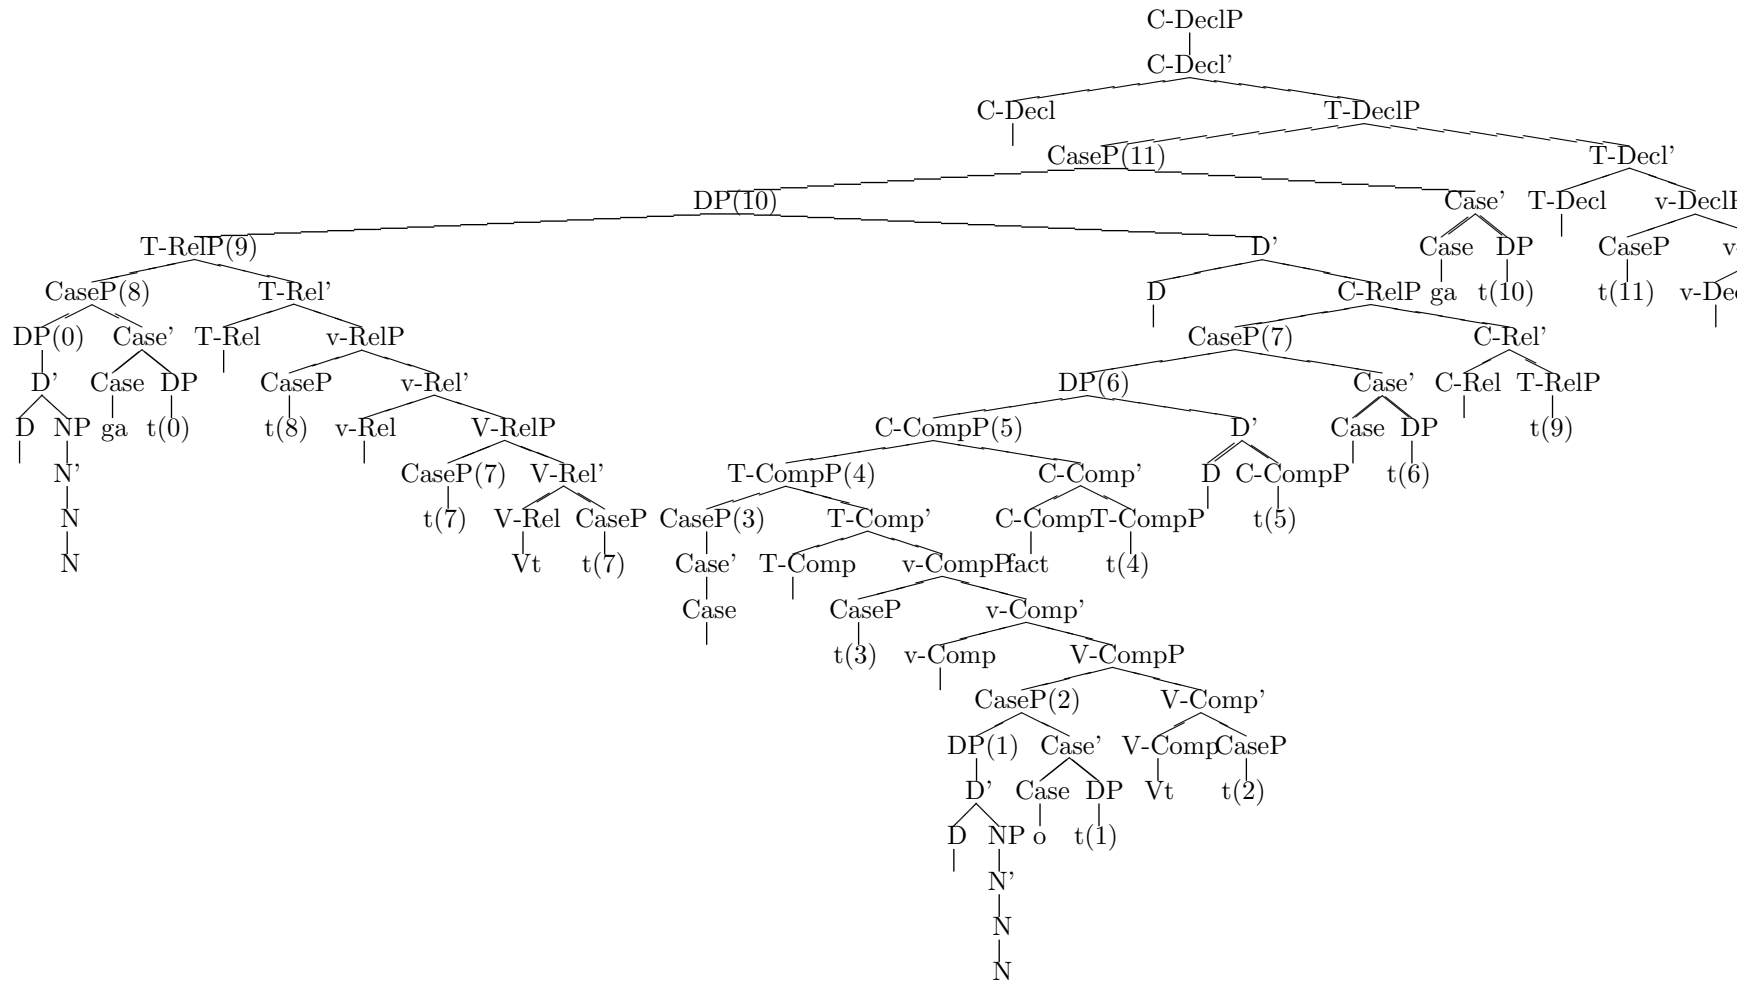 C-DeclP
C-Decl'
C-Decl T-DeclP
CaseP(11) T-Decl'
DP(10) Case' T-Decl v-DeclP
T-RelP(9) D' Case DP CaseP v-
CaseP(8) T-Rel' D C-RelP ga t(10) t(11) v-Dec
DP(0) Case' T-Rel v-RelP CaseP(7) C-Rel'
D' Case DP CaseP v-Rel' DP(6) Case' C-Rel T-RelP
D NP ga t(0) t(8) v-Rel V-RelP C-CompP(5) D' Case DP t(9)
N' CaseP(7) V-Rel' T-CompP(4) C-Comp' D C-CompP t(6)
N t(7) V-Rel CaseP CaseP(3) T-Comp' C-Comp T-CompP t(5)
N Vt t(7) Case' T-Comp v-CompP fact t(4)
Case CaseP v-Comp'
t(3) v-Comp V-CompP
CaseP(2) V-Comp'
DP(1) Case' V-Comp CaseP
D' Case DP Vt t(2)
D NP o t(1)
N'
N
N